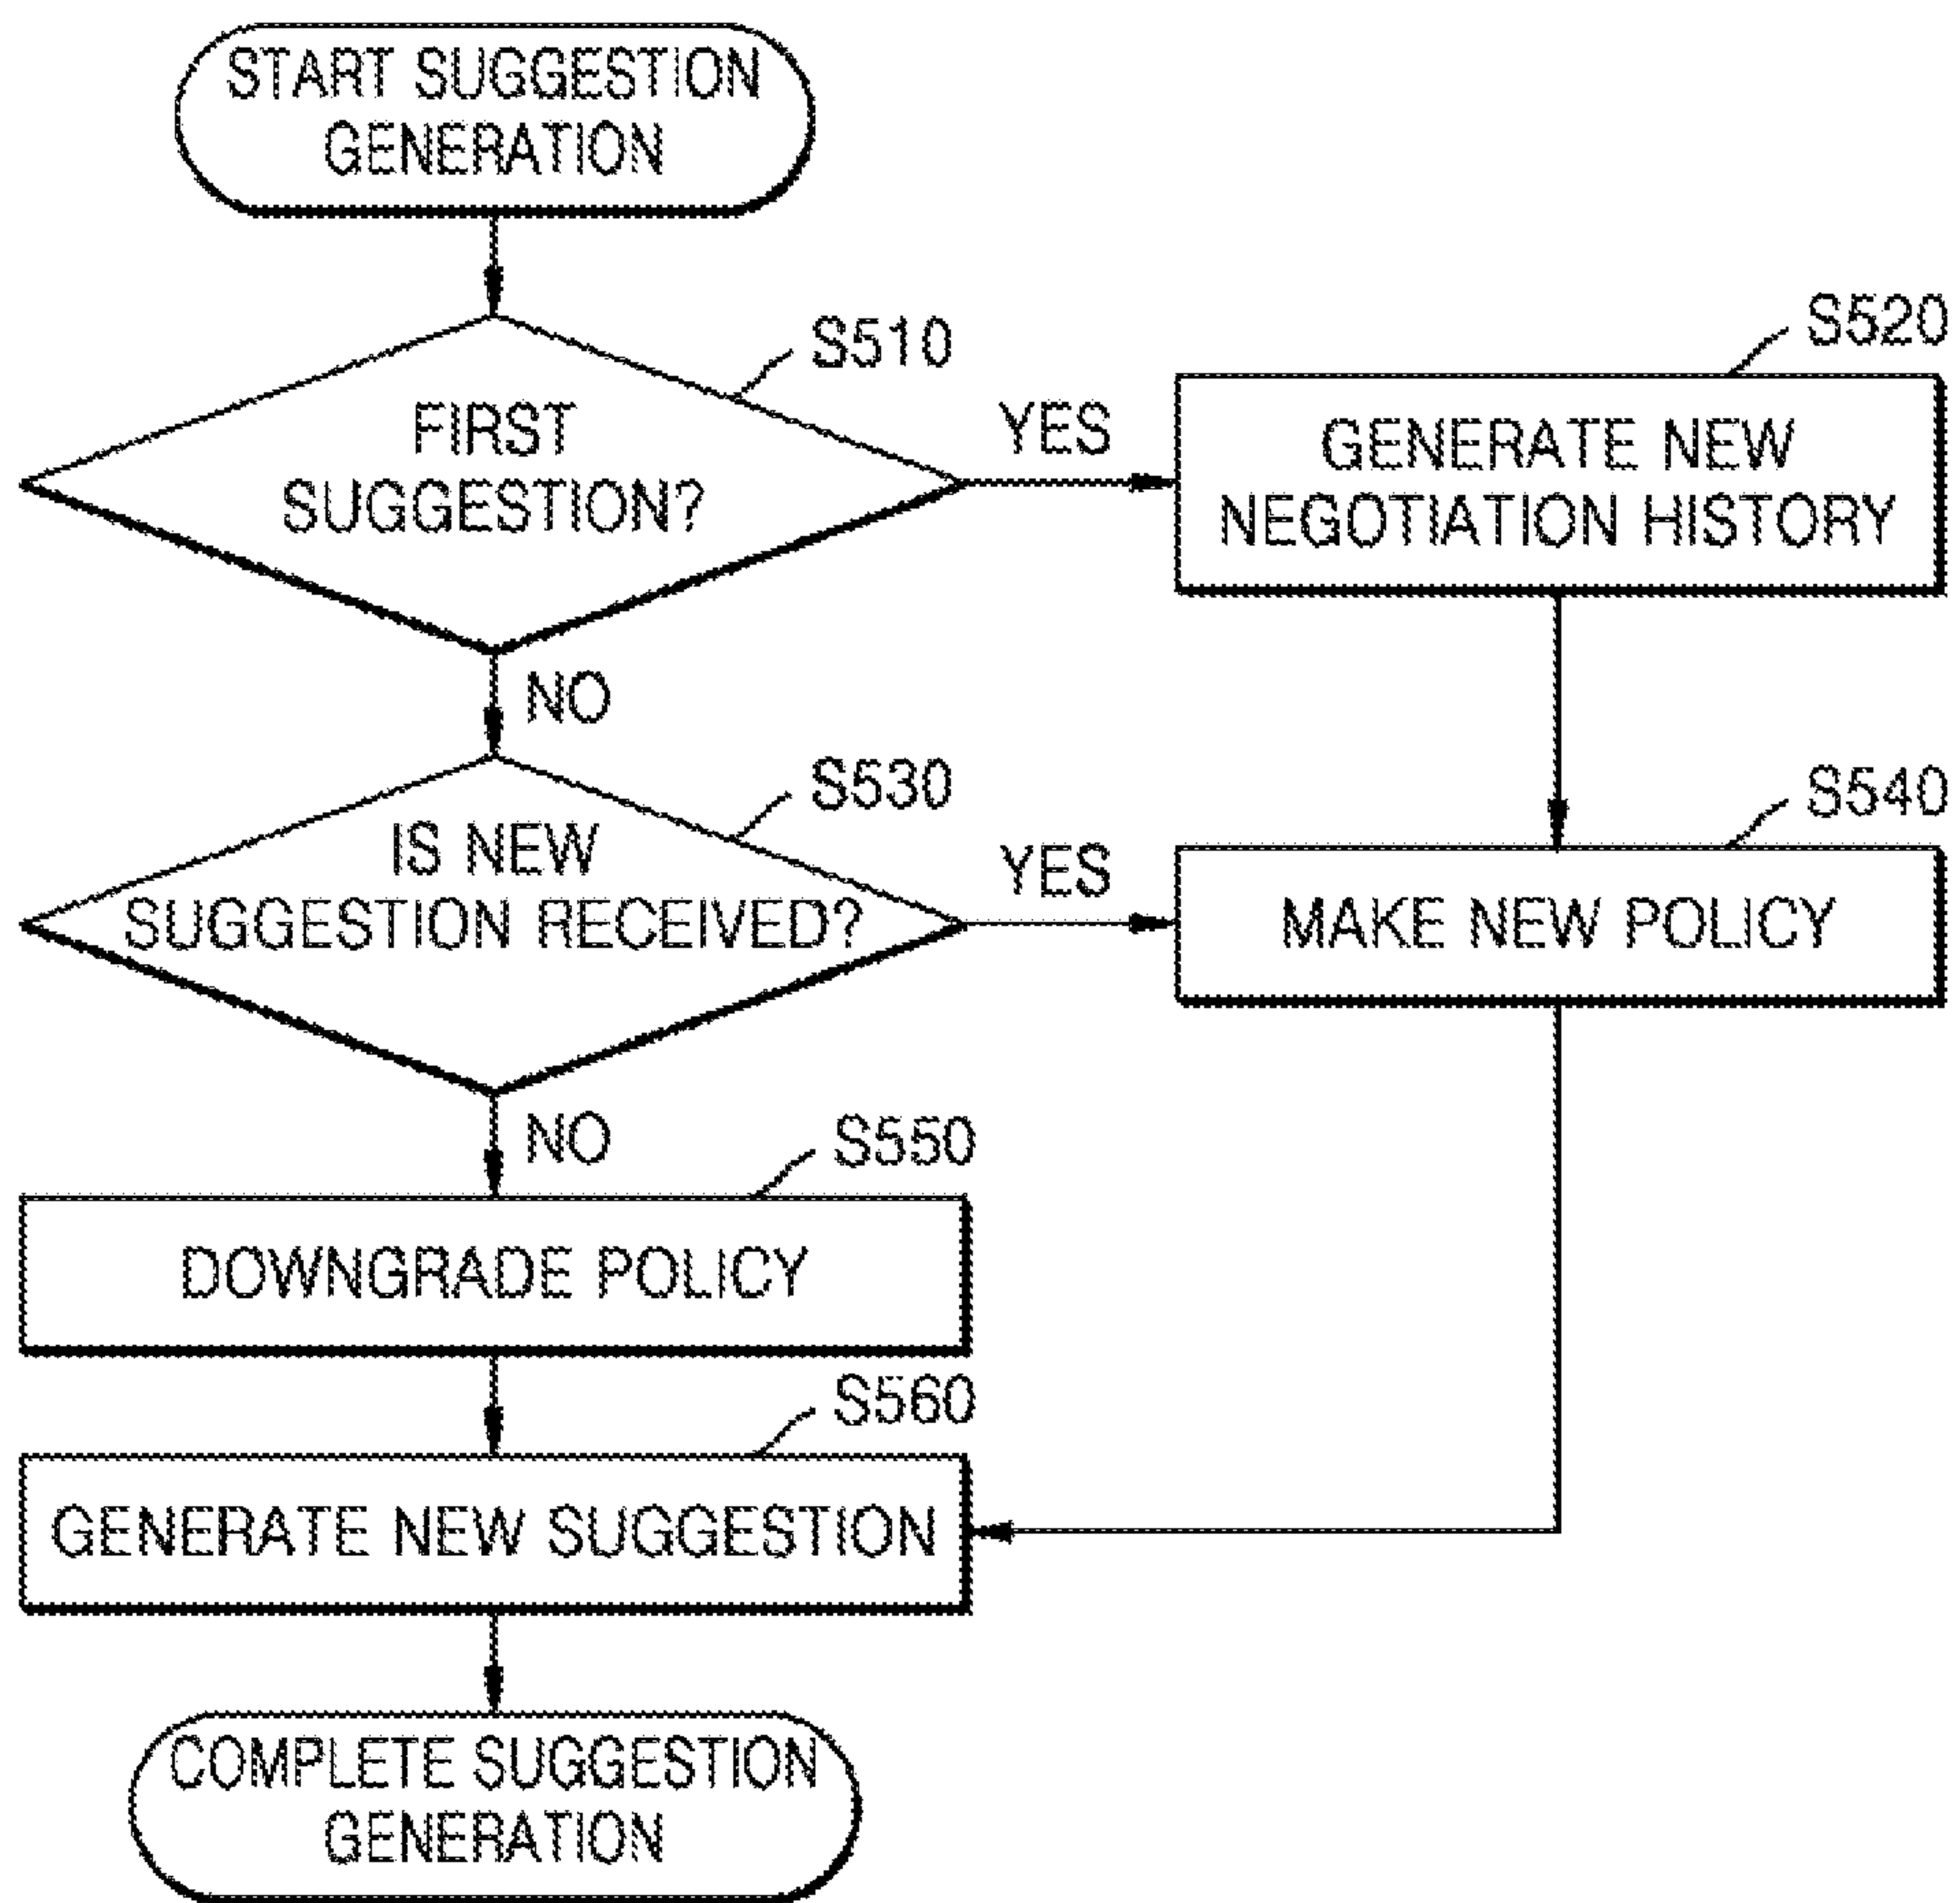 START SUGGESTION
GENERATION
S510
FIRST
SUGGESTION?
YES
S520
GENERATE NEW
NEGOTIATION HISTORY
NO
S530
IS NEW
SUGGESTION RECEIVED?
YES
S540
MAKE NEW POLICY
NO
S550
DOWNGRADE POLICY
S560
GENERATE NEW SUGGESTION
COMPLETE SUGGESTION
GENERATION